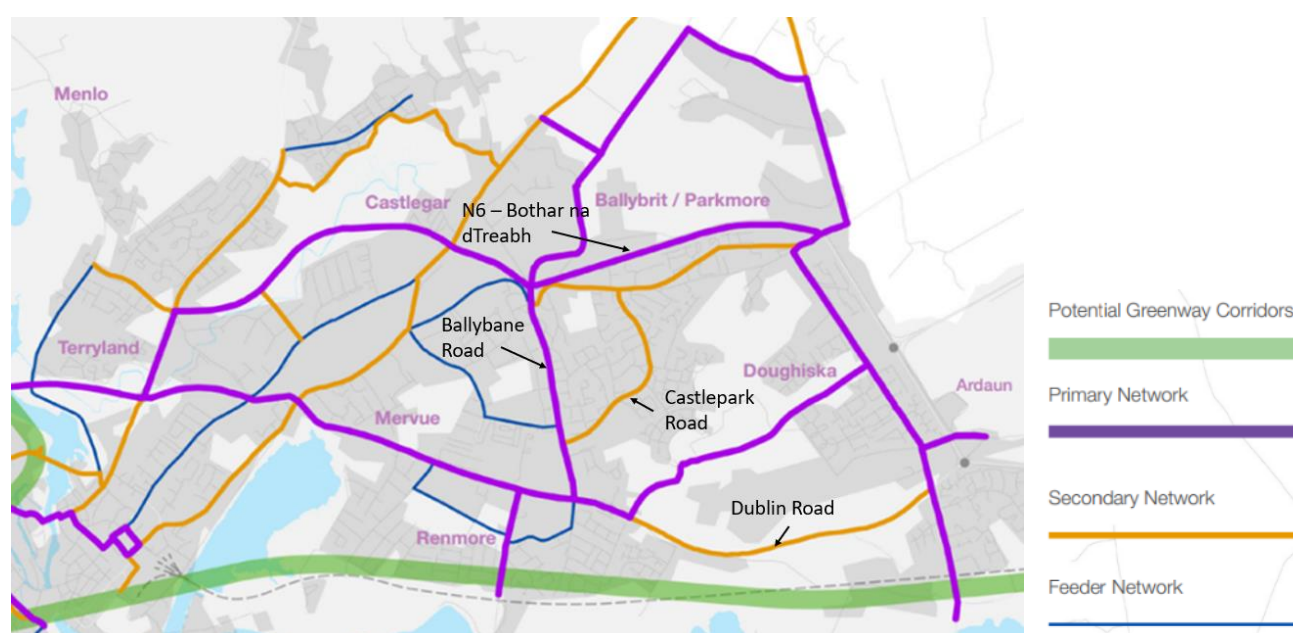 Menlo
Castlegar
Ballybrit / Parkmore
N6 – Bothar na
dTreabh
Terryland
Ballybane
Road
Doughiska
Ardaun
Mervue
Castlepark
Road
Dublin Road
Renmore
Potential Greenway Corridors
Primary Network
Secondary Network
Feeder Network